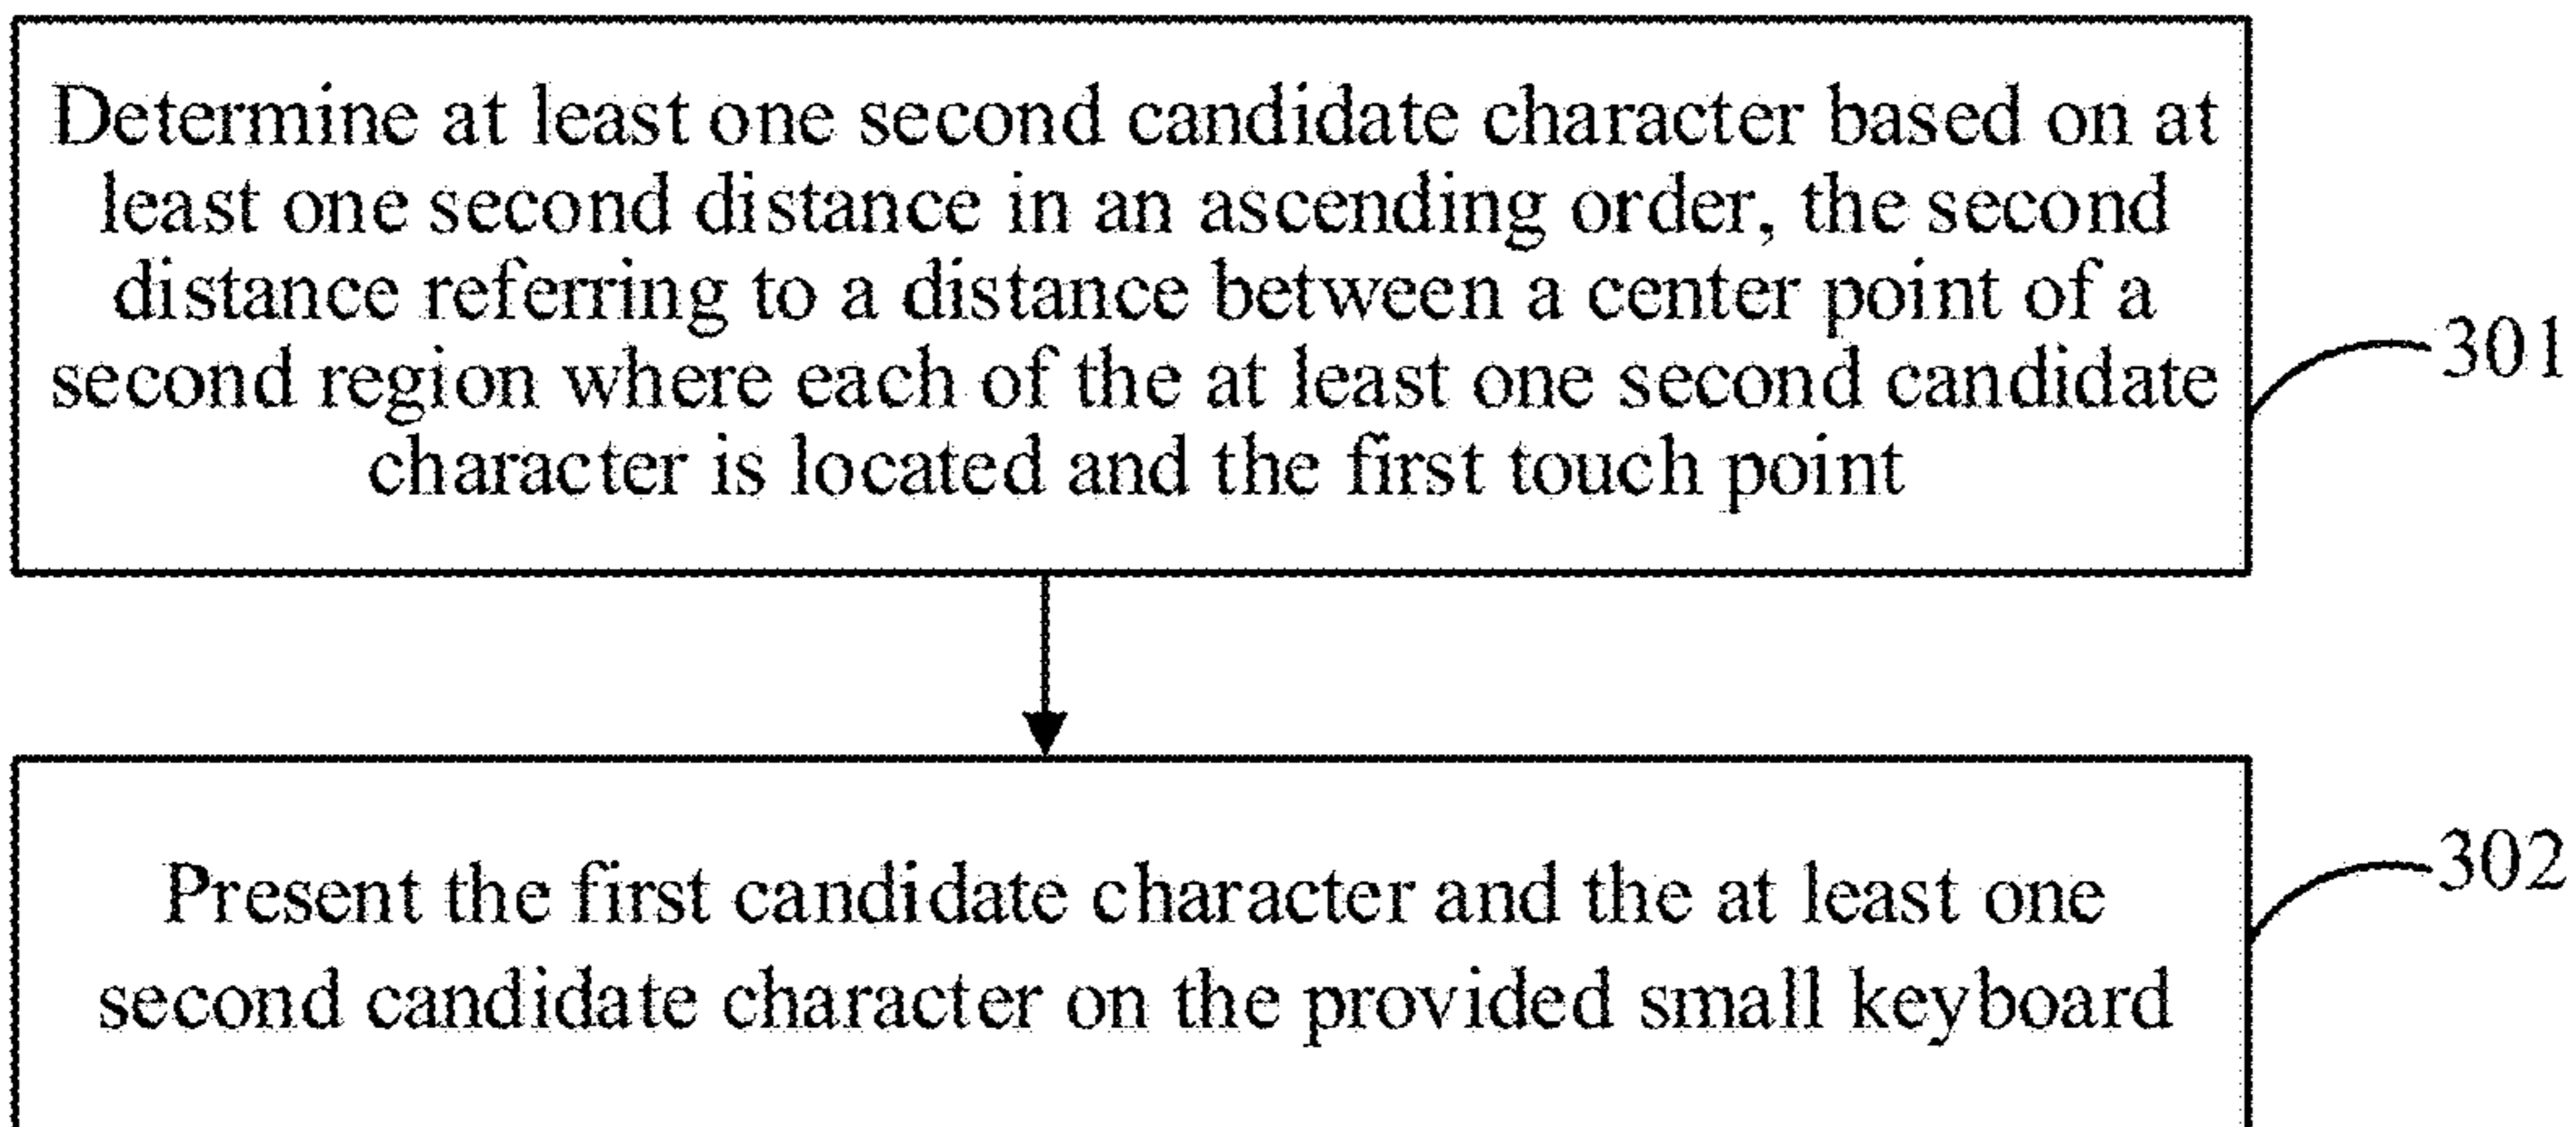 Determine at least one second candidate character based on at
least one second distance in an ascending order, the second
distance referring to a distance between a center point of a
second region where each of the at least one second candidate
character is located and the first touch point
301
Present the first candidate character and the at least one
second candidate character on the provided small keyboard
302